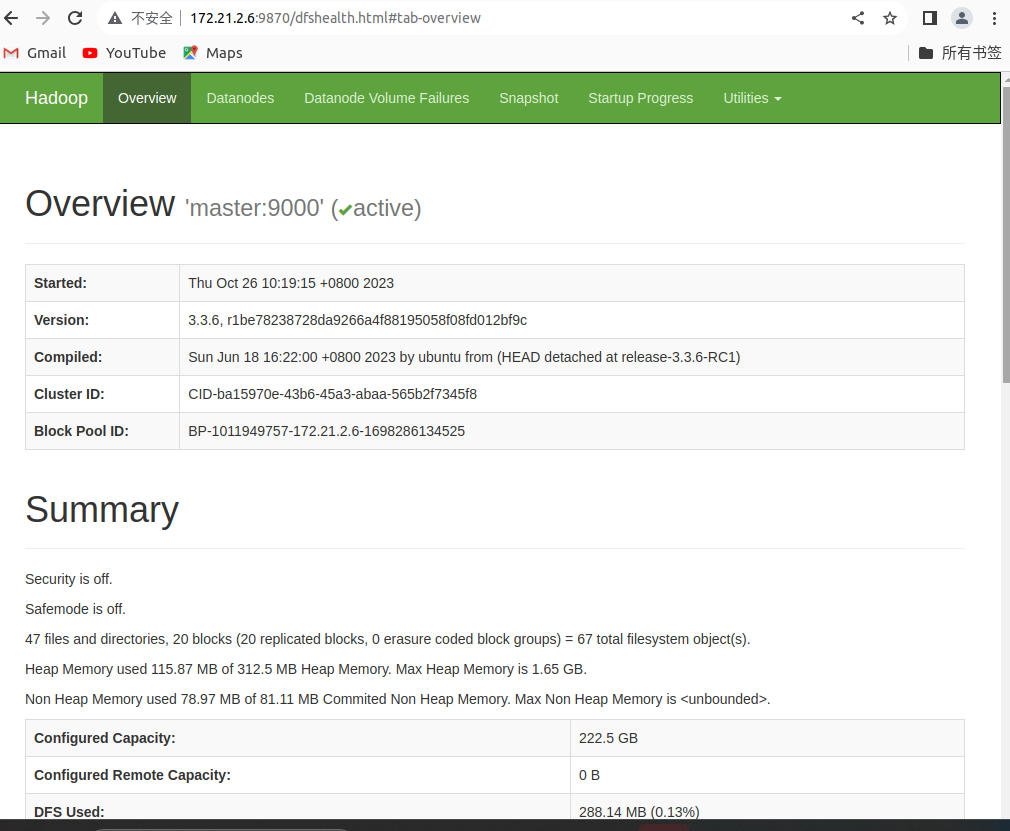 不安全 172.21.2.6:9870/dfshealth.html#tab-overview
Gmail YouTube Maps 所有书签
Hadoop Overview Datanodes Datanode Volume Failures Snapshot Startup Progress Utilities
Overview 'master:9000' (✔active)
Started: Thu Oct 26 10:19:15 +0800 2023
Version: 3.3.6, r1be78238728da9266a4f88195058f08fd012bf9c
Compiled: Sun Jun 18 16:22:00 +0800 2023 by ubuntu from (HEAD detached at release-3.3.6-RC1)
Cluster ID: CID-ba15970e-43b6-45a3-abaa-565b2f7345f8
Block Pool ID: BP-1011949757-172.21.2.6-1698286134525
Summary
Security is off.
Safemode is off.
47 files and directories, 20 blocks (20 replicated blocks, 0 erasure coded block groups) = 67 total filesystem object(s).
Heap Memory used 115.87 MB of 312.5 MB Heap Memory. Max Heap Memory is 1.65 GB.
Non Heap Memory used 78.97 MB of 81.11 MB Commited Non Heap Memory. Max Non Heap Memory is <unbounded>.
Configured Capacity: 222.5 GB
Configured Remote Capacity: 0 B
DFS Used: 288.14 MB (0.13%)